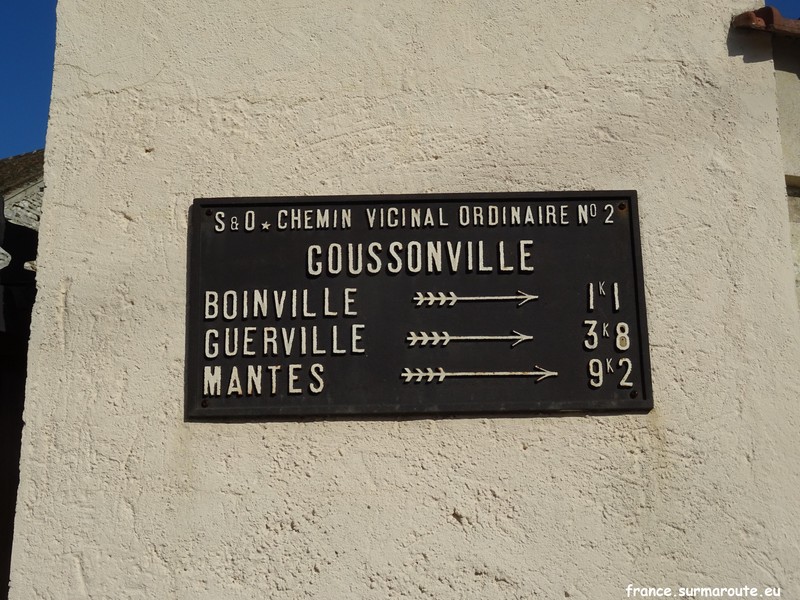 S&O ★ CHEMIN VICINAL ORDINAIRE Nº 2
GOUSSONVILLE
BOINVILLE 1K1
GUERVILLE 3K8
MANTES 9K2
france.surmaroute.eu